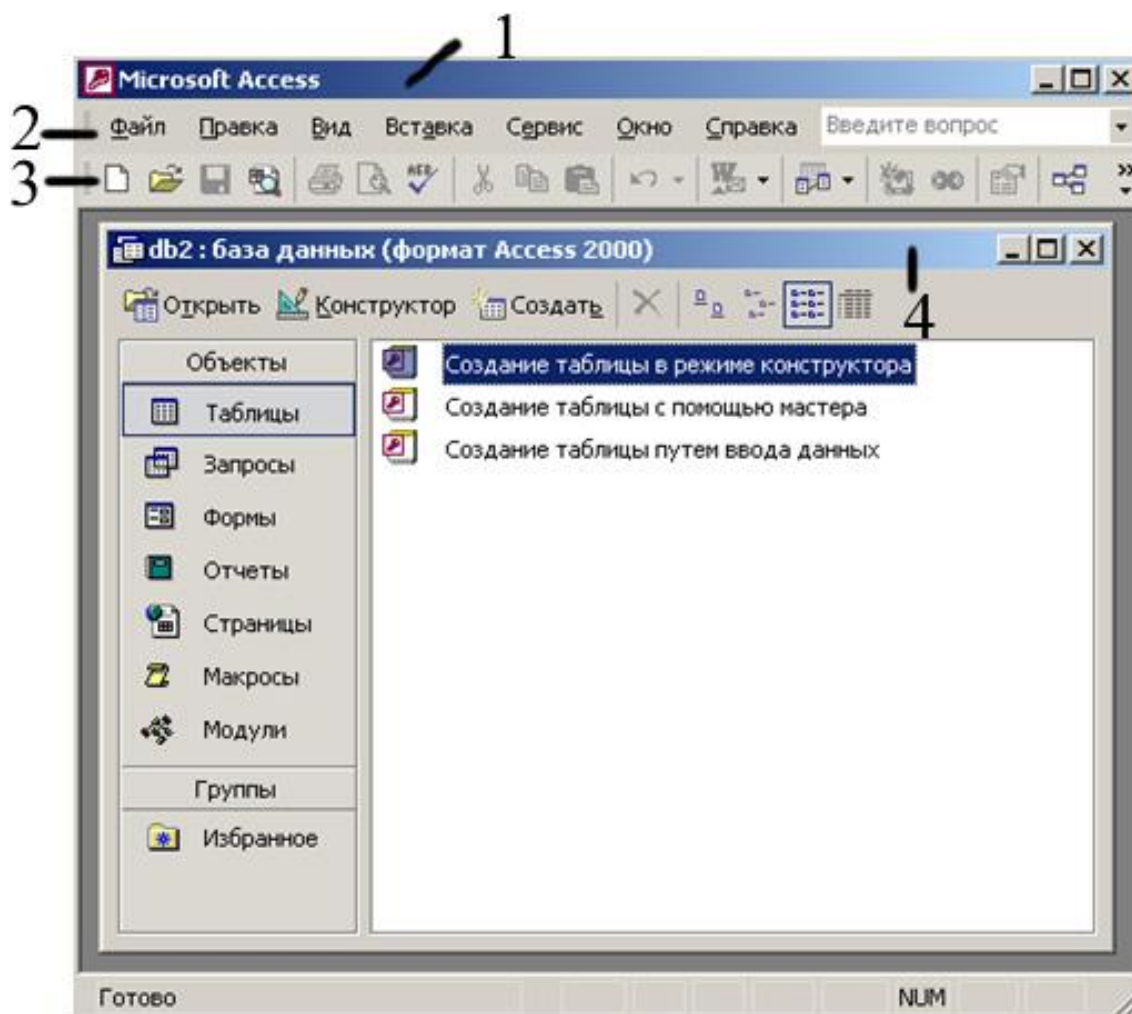 1
Microsoft Access
2
Файл Правка Вид Вставка Сервис Окно Справка Введите вопрос
3
db2 : база данных (формат Access 2000)
4
Открыть Конструктор Создать
Объекты
Таблицы
Запросы
Формы
Отчеты
Страницы
Макросы
Модули
Группы
Избранное
Создание таблицы в режиме конструктора
Создание таблицы с помощью мастера
Создание таблицы путем ввода данных
Готово NUM